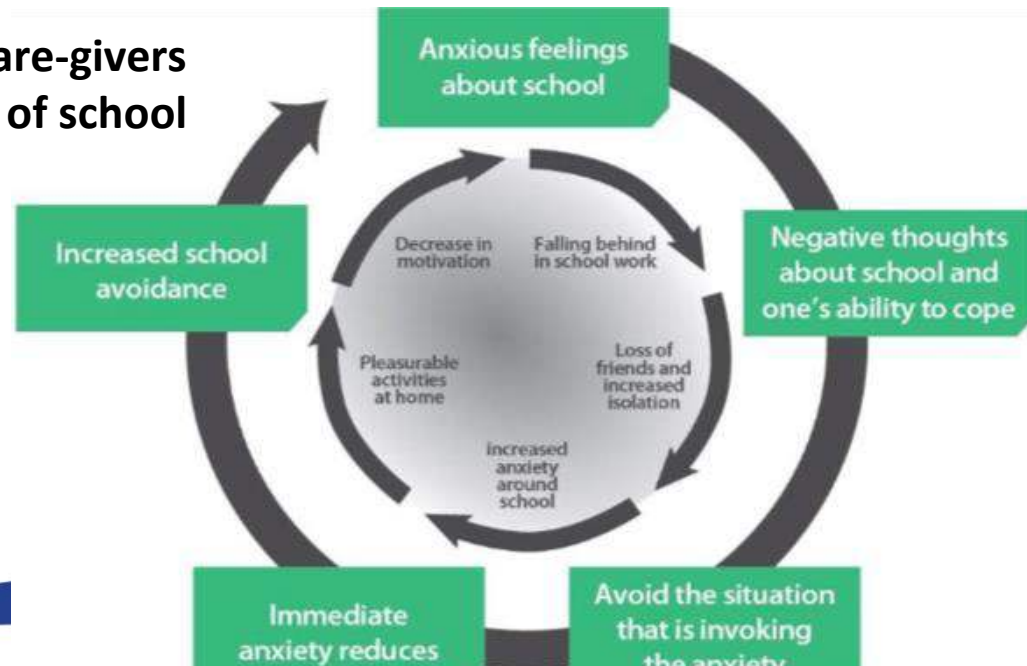 are-givers
of school
Anxious feelings
about school
Negative thoughts
about school and
one's ability to cope
Avoid the situation
that is invoking
the anxiety
Immediate
anxiety reduces
Increased school
avoidance
Falling behind
in school work
Loss of
friends and
increased
isolation
increased
anxiety
around
school
Pleasurable
activities
at home
Decrease in
motivation